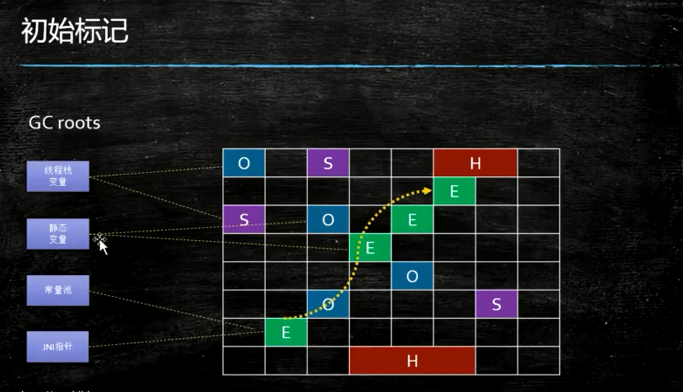 初始标记
GC roots
线程栈
变量
静态
变量
常量池
JNI指针
O S H
E
S O E
E
O
O S
E
H